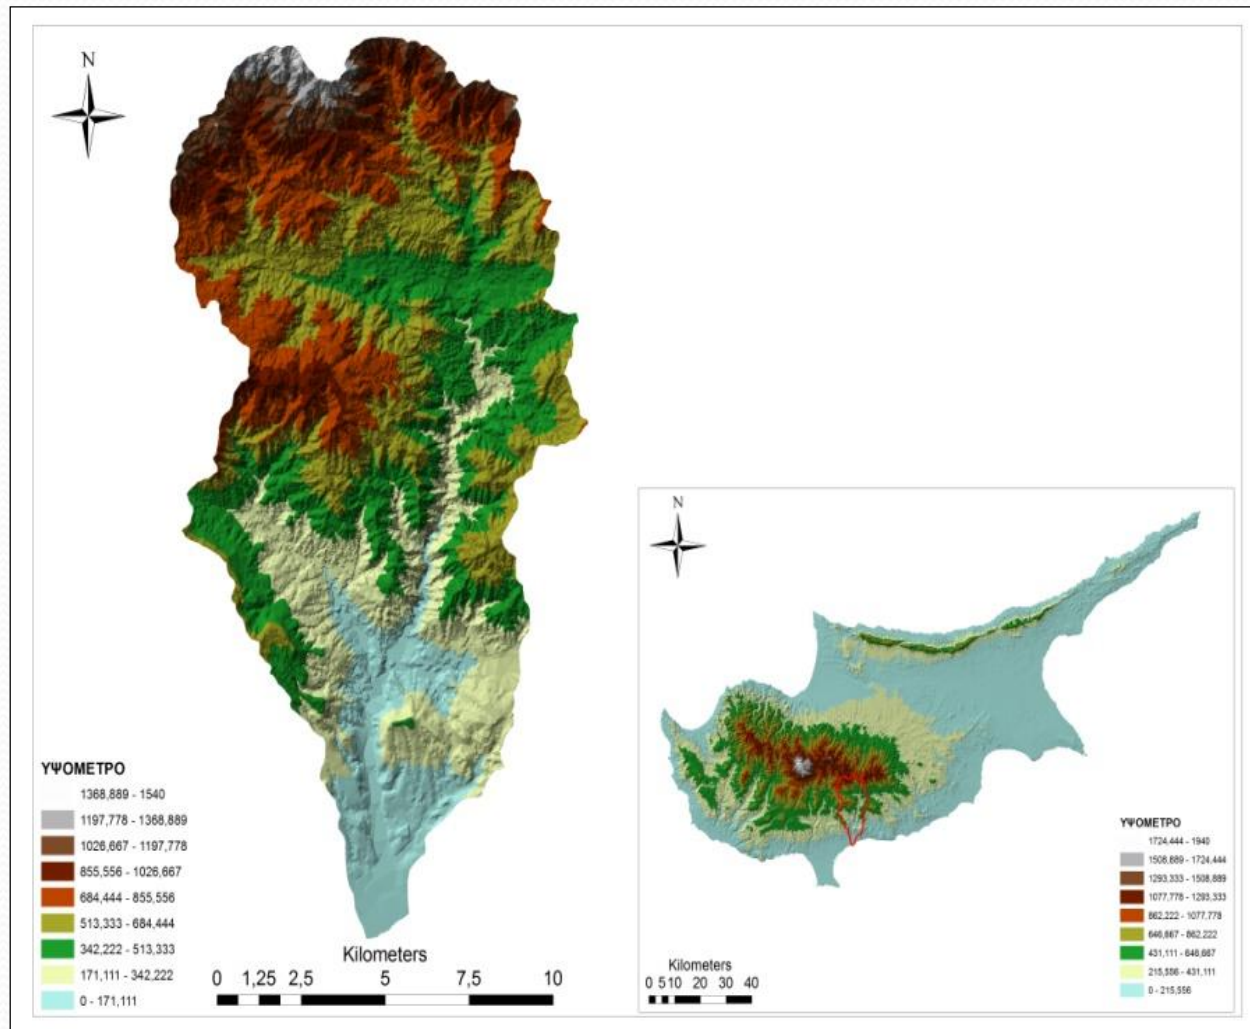 N
ΥΨΟΜΕΤΡΟ
1368,889 - 1540
1197,778 - 1368,889
1026,667 - 1197,778
855,556 - 1026,667
684,444 - 855,556
513,333 - 684,444
342,222 - 513,333
171,111 - 342,222
0 - 171,111
Kilometers
0 1,25 2,5 5 7,5 10
N
ΥΨΟΜΕΤΡΟ
1724,444 - 1940
1508,889 - 1724,444
1293,333 - 1508,889
1077,778 - 1293,333
862,222 - 1077,778
646,667 - 862,222
431,111 - 646,667
215,556 - 431,111
0 - 215,556
Kilometers
0 5 10 20 30 40